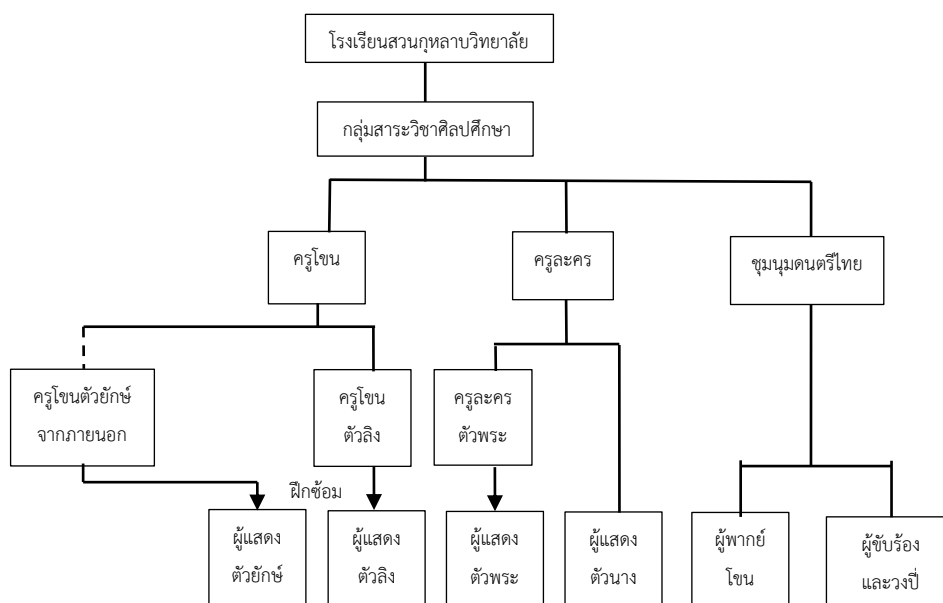 โรงเรียนสวนกุหลาบวิทยาลัย
กลุ่มสาระวิชาศิลปศึกษา
ครูโขน
ครูละคร
ชุมนุมดนตรีไทย
ครูโขนตัวยักษ์
จากภายนอก
ครูโขน
ตัวลิง
ครูละคร
ตัวพระ
ฝึกซ้อม
ผู้แสดง
ตัวยักษ์
ผู้แสดง
ตัวลิง
ผู้แสดง
ตัวพระ
ผู้แสดง
ตัวนาง
ผู้พากย์
โขน
ผู้ขับร้อง
และวงปี่